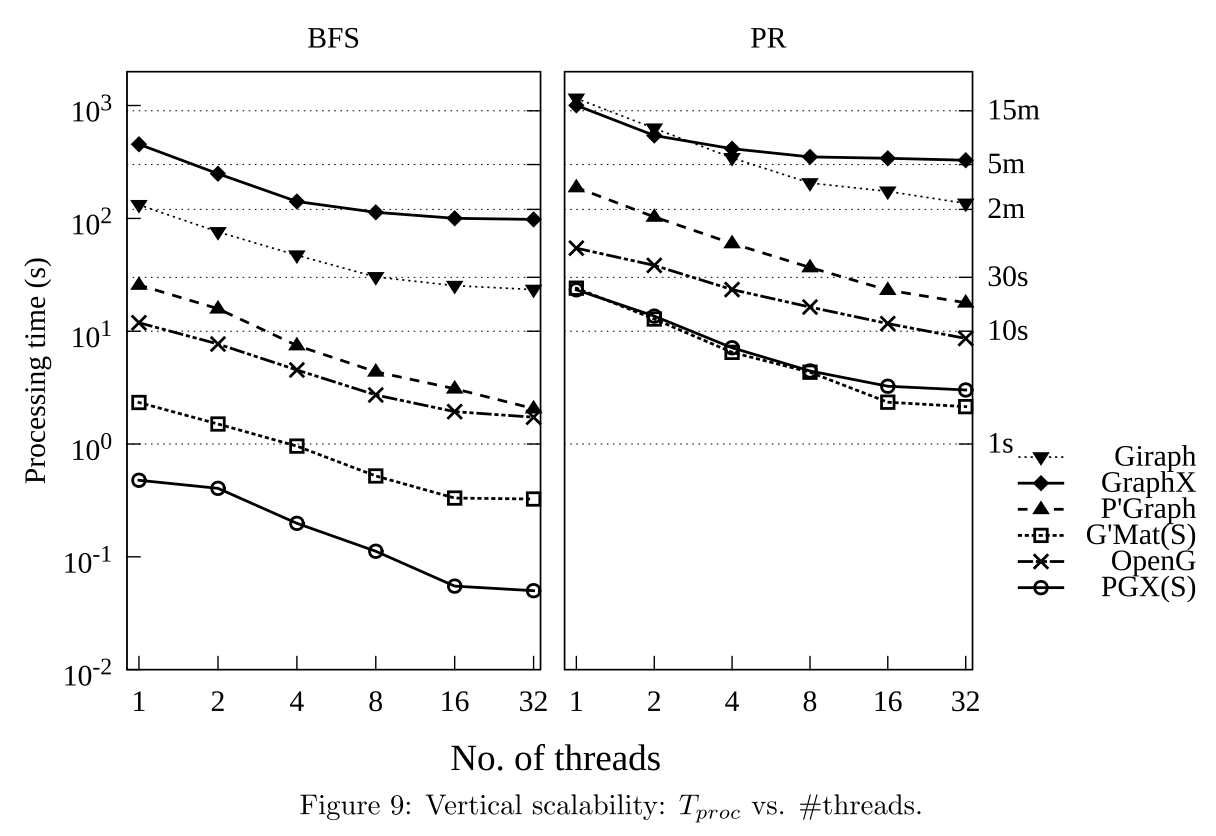 BFS
PR
Processing time (s)
10^3
10^2
10^1
10^0
10^-1
10^-2
15m
5m
2m
30s
10s
1s
Giraph
GraphX
P'Graph
G'Mat(S)
OpenG
PGX(S)
1 2 4 8 16 32
1 2 4 8 16 32
No. of threads
Figure 9: Vertical scalability: T_proc vs. #threads.